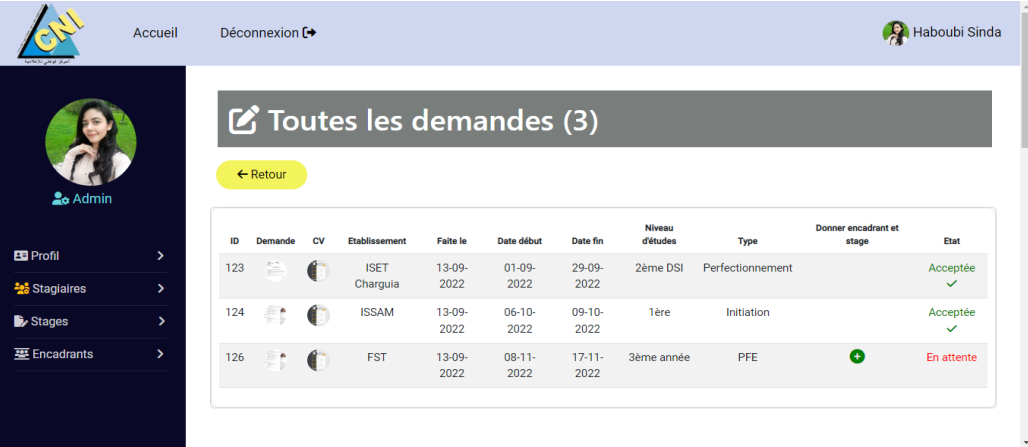 CNI
Accueil
Déconnexion
Haboubi Sinda
Admin
Profil
Stagiaires
Stages
Encadrants
Toutes les demandes (3)
Retour
ID Demande CV Etablissement Faite le Date début Date fin Niveau d'études Type Donner encadrant et stage Etat
123 ISET Charguia 13-09-2022 01-09-2022 29-09-2022 2ème DSI Perfectionnement Acceptée
124 ISSAM 13-09-2022 06-10-2022 09-10-2022 1ère Initiation Acceptée
126 FST 13-09-2022 08-11-2022 17-11-2022 3ème année PFE En attente